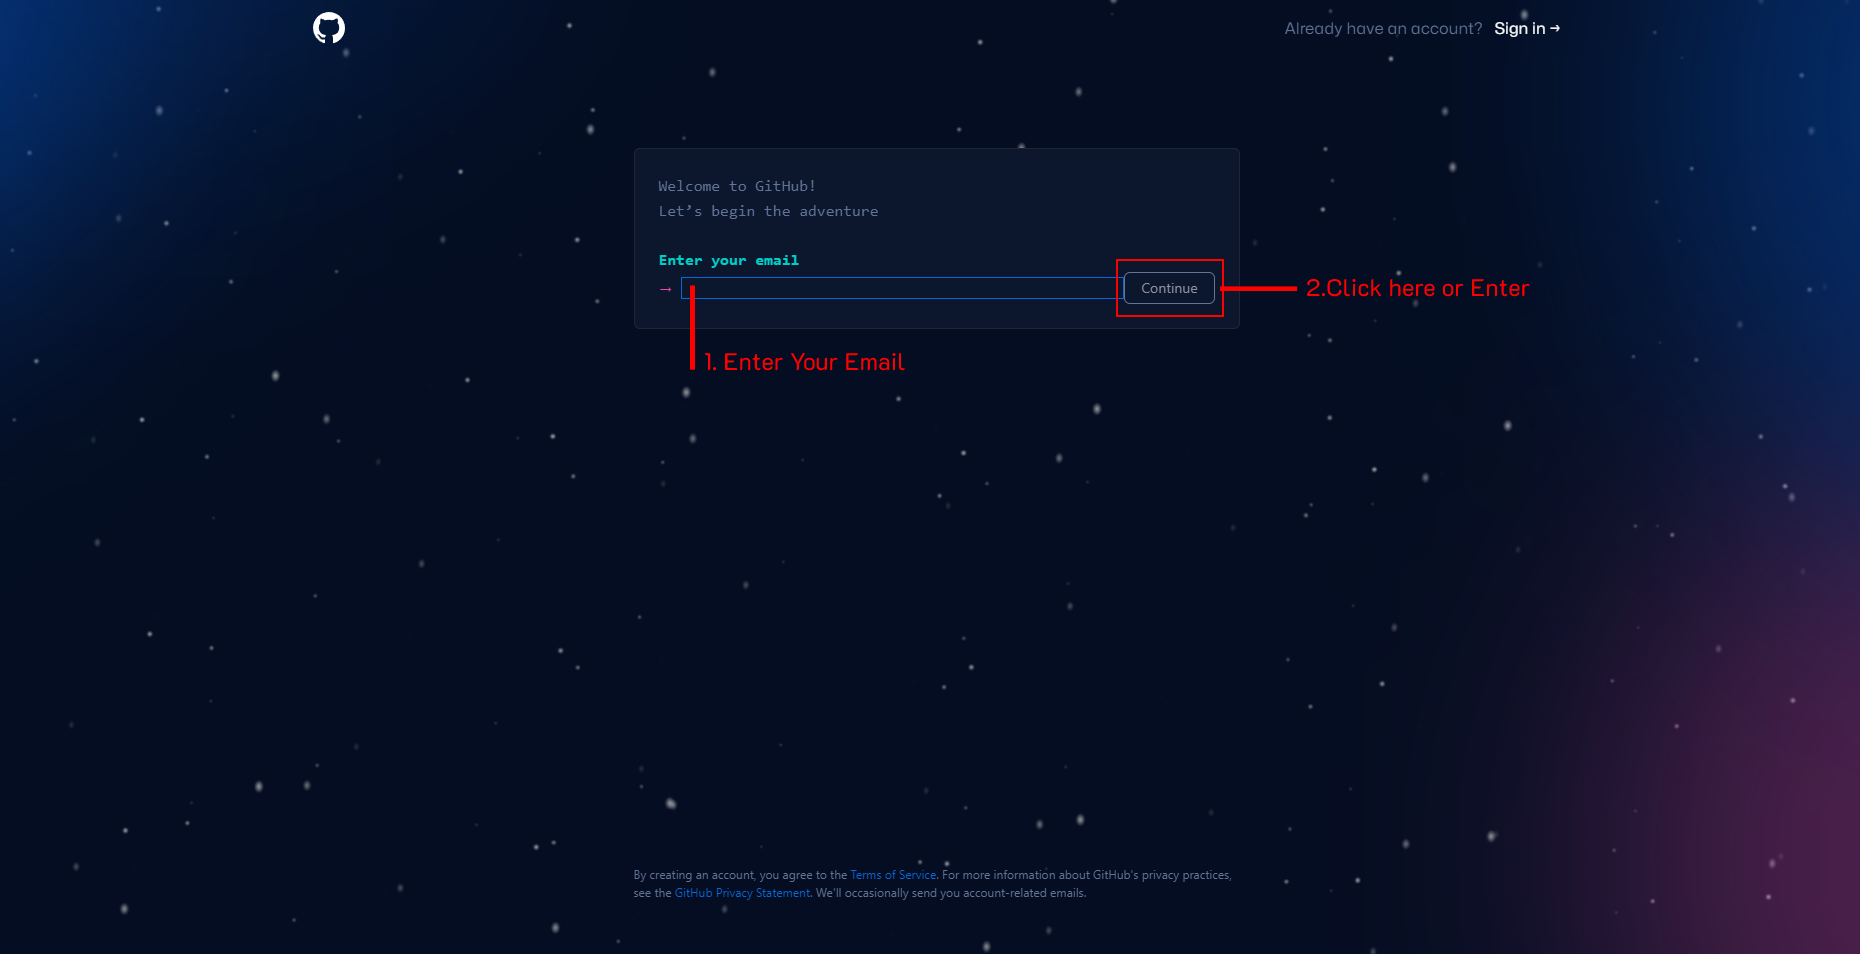 Already have an account? Sign in →
Welcome to GitHub!
Let’s begin the adventure
Enter your email
→
Continue
2.Click here or Enter
1. Enter Your Email
By creating an account, you agree to the Terms of Service. For more information about GitHub's privacy practices,
see the GitHub Privacy Statement. We'll occasionally send you account-related emails.